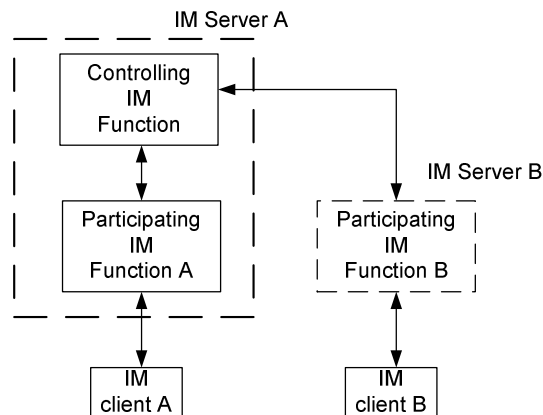 IM Server A
Controlling
IM
Function
IM Server B
Participating
IM
Function A
Participating
IM
Function B
IM
client A
IM
client B